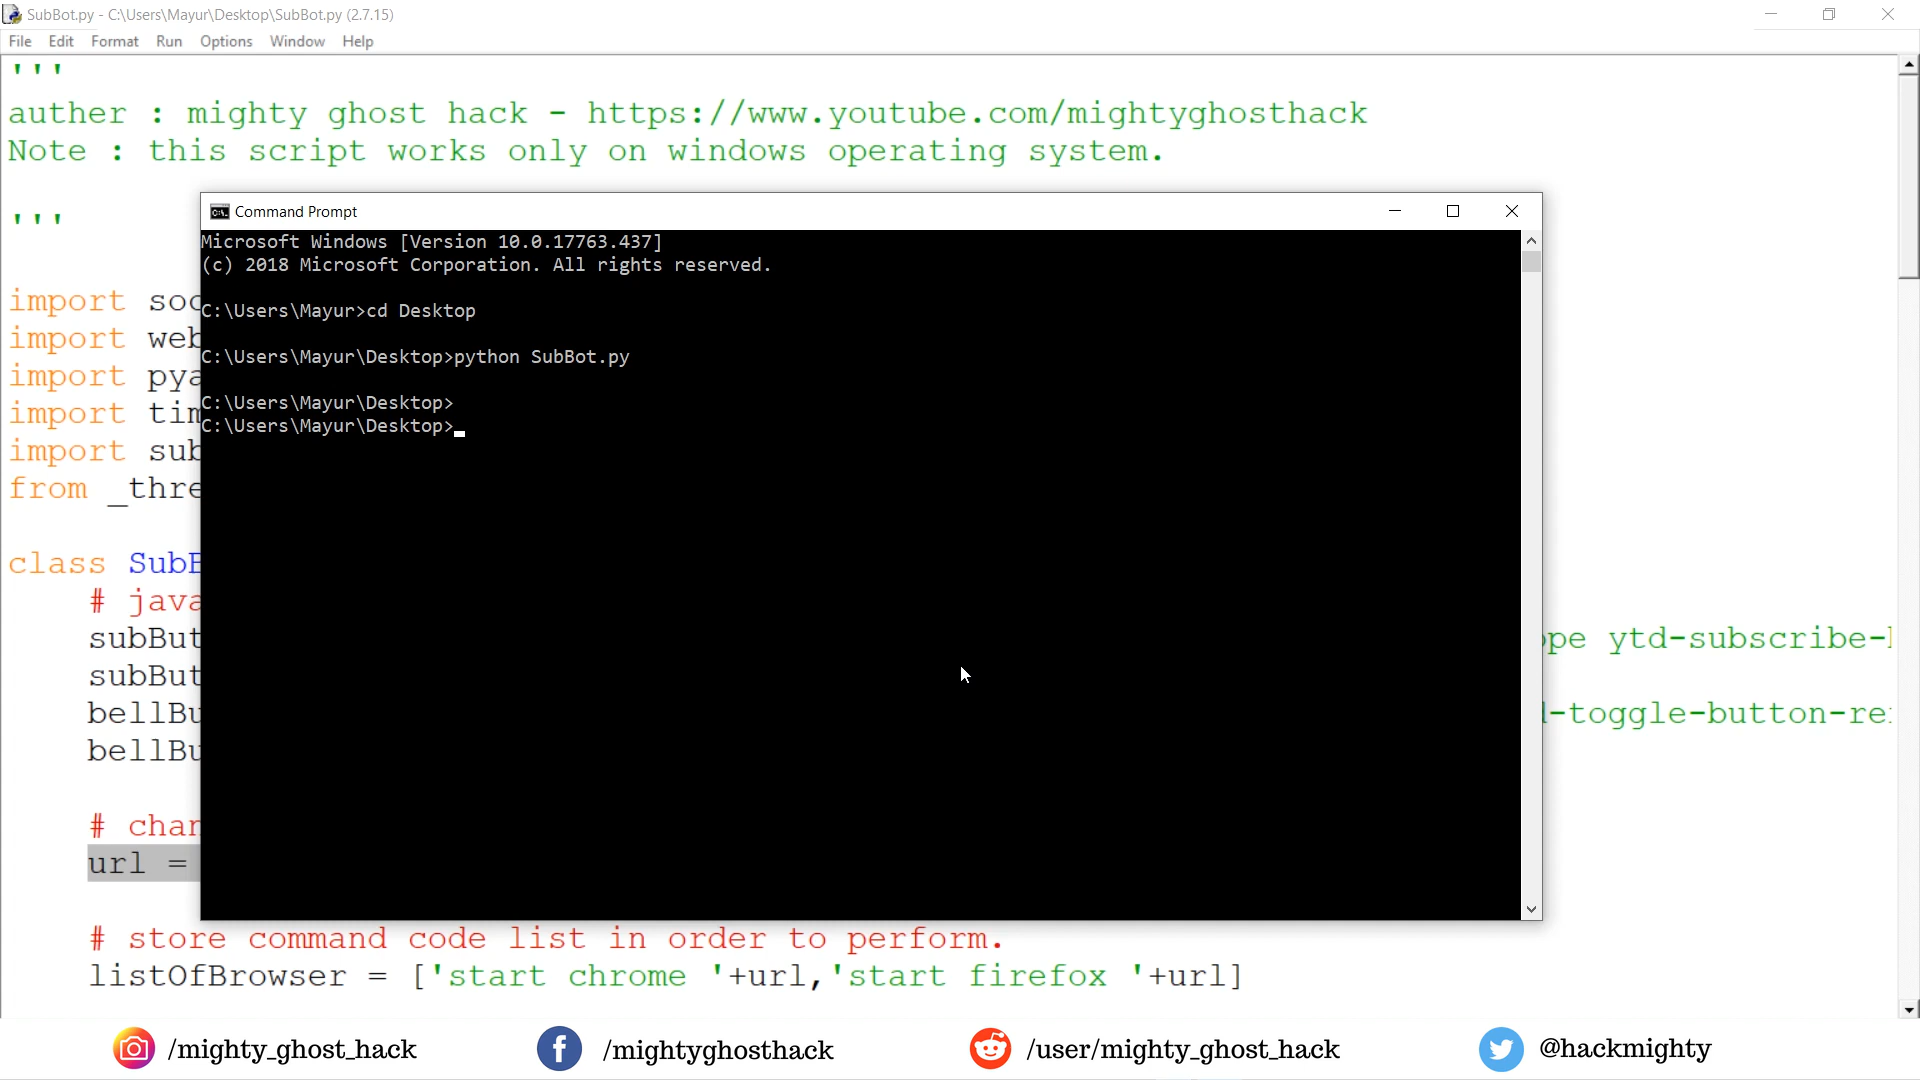 SubBot.py - C:\Users\Mayur\Desktop\SubBot.py (2.7.15)
File Edit Format Run Options Window Help
'''
auther : mighty ghost hack - https://www.youtube.com/mightyghosthack
Note : this script works only on windows operating system.
'''
Command Prompt
Microsoft Windows [Version 10.0.17763.437]
(c) 2018 Microsoft Corporation. All rights reserved.
C:\Users\Mayur>cd Desktop
C:\Users\Mayur\Desktop>python SubBot.py
C:\Users\Mayur\Desktop>
C:\Users\Mayur\Desktop>
import soc
import web
import pya
import tim
import sub
from _thre
class SubB
# java
subBut ope ytd-subscribe-
subBut
bellBu d-toggle-button-re
bellBu
# chan
url =
# store command code list in order to perform.
listOfBrowser = ['start chrome '+url,'start firefox '+url]
/mighty_ghost_hack /mightyghosthack /user/mighty_ghost_hack @hackmighty